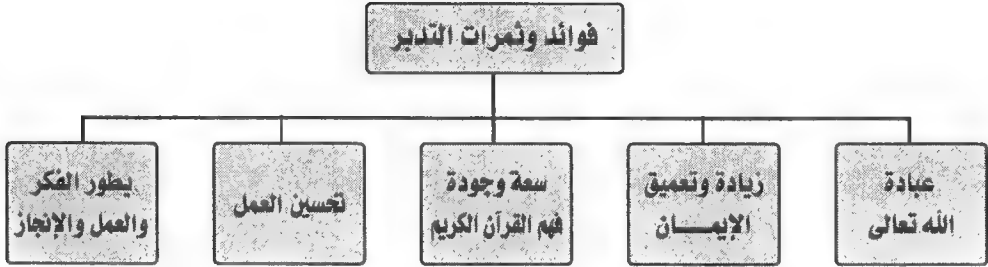 فوائد وثمرات التدبر
عبادة
الله تعالى
زيادة وتعميق
الإيمــــان
سعة وجودة
فهم القرآن الكريم
تحسين العمل
يطور الفكر
والعمل والإنجاز